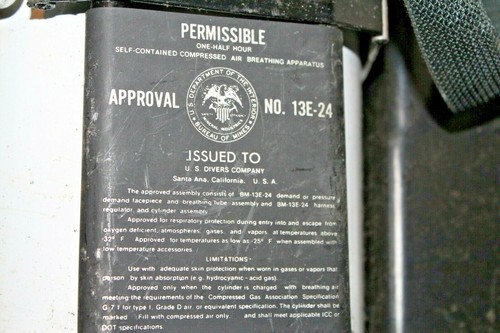 PERMISSIBLE
ONE-HALF HOUR
SELF-CONTAINED COMPRESSED AIR BREATHING APPARATUS
U.S. DEPARTMENT OF THE INTERIOR
MINERAL INDUSTRIES
BUREAU OF MINES
APPROVAL NO. 13E-24
ISSUED TO
U. S. DIVERS COMPANY
Santa Ana, California, U. S. A.
The approved assembly consists of BM-13E-24 demand or pressure
demand facepiece and breathing tube assembly and BM-13E-24 harness,
regulator, and cylinder assembly.
Approved for respiratory protection during entry into and escape from
oxygen deficient, atmospheres, gases, and vapors, at temperatures above
32° F. Approved for temperatures as low as -25° F when assembled with
low temperature accessories.
LIMITATIONS
Use with adequate skin protection when worn in gases or vapors that
poison by skin absorption (e.g. hydrocyanic-acid gas).
Approved only when the cylinder is charged with breathing air
meeting the requirements of the Compressed Gas Association Specification
G-7.1 for type I, Grade D air, or equivalent specification. The cylinder shall be
marked Fill with compressed air only and shall meet applicable ICC or
DOT specifications.